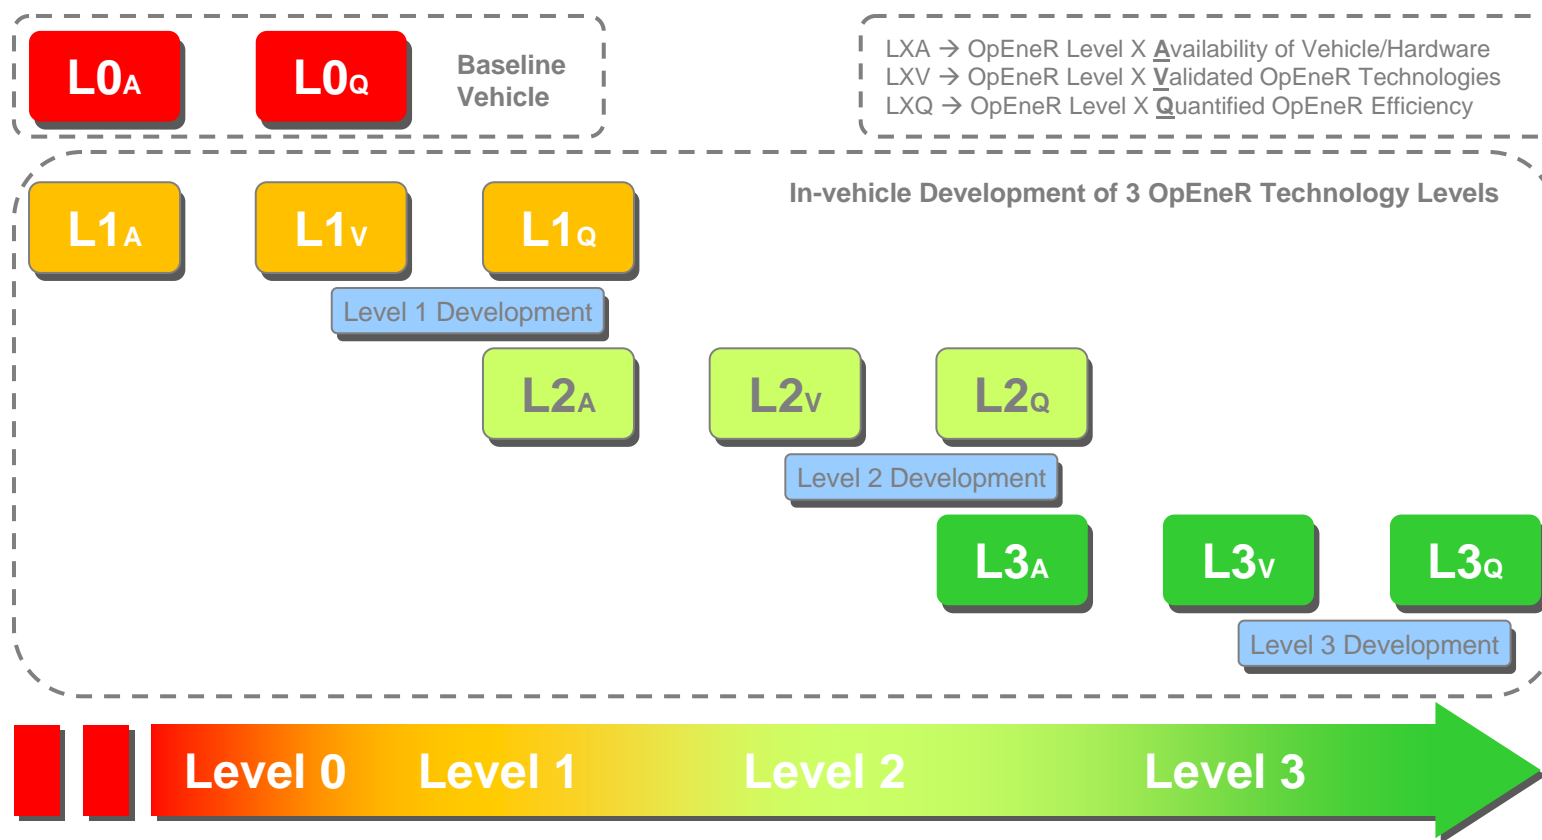 L0A
L0Q
Baseline
Vehicle
LXA → OpEneR Level X Availability of Vehicle/Hardware
LXV → OpEneR Level X Validated OpEneR Technologies
LXQ → OpEneR Level X Quantified OpEneR Efficiency
In-vehicle Development of 3 OpEneR Technology Levels
L1A
L1V
L1Q
Level 1 Development
L2A
L2V
L2Q
Level 2 Development
L3A
L3V
L3Q
Level 3 Development
Level 0
Level 1
Level 2
Level 3